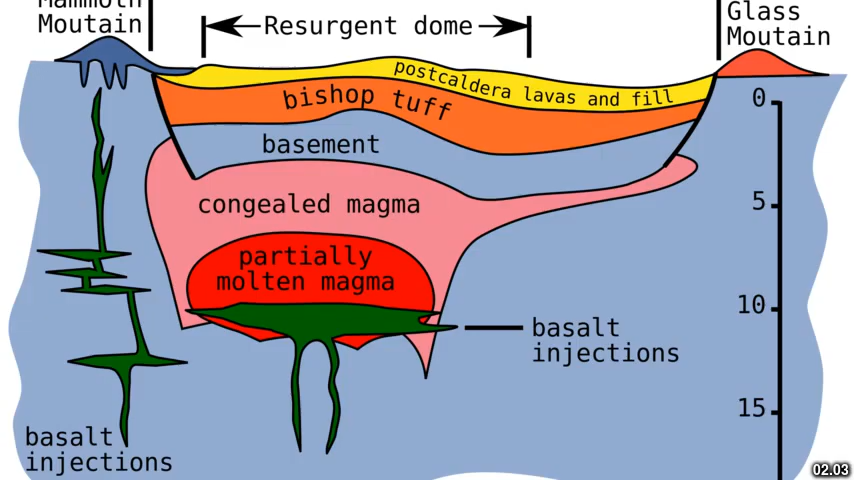 Mammoth
Moutain
Resurgent dome
Glass
Moutain
postcaldera lavas and fill
bishop tuff
basement
congealed magma
partially
molten magma
basalt
injections
basalt
injections
0
5
10
15
02.03